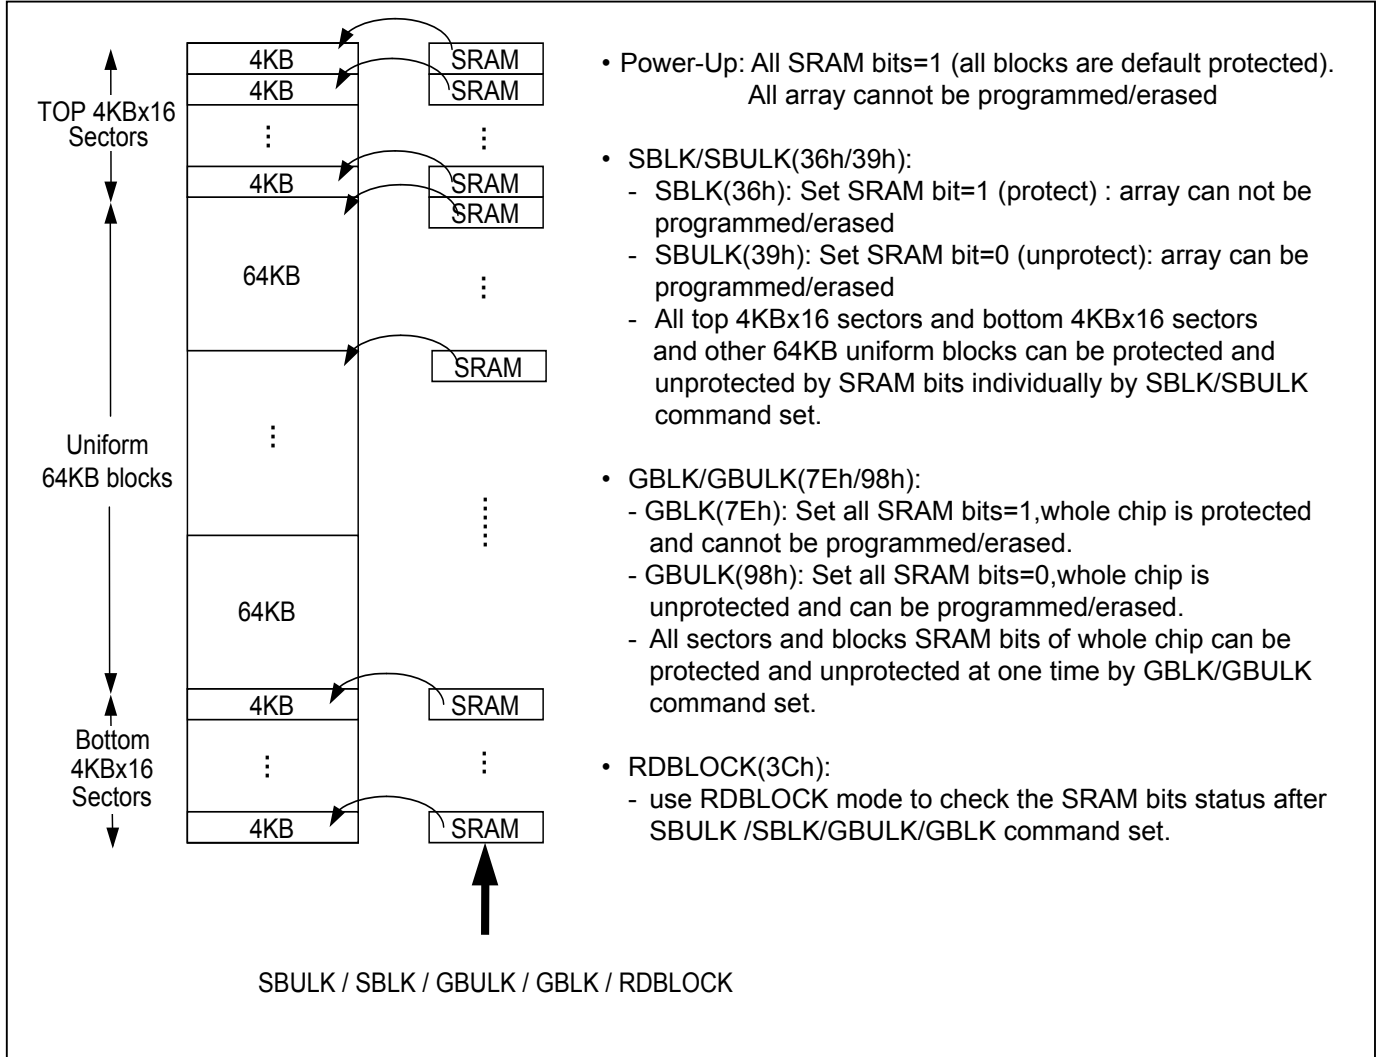 4KB
SRAM
4KB
SRAM
TOP 4KBx16
Sectors
4KB
SRAM
SRAM
64KB
SRAM
Uniform
64KB blocks
64KB
4KB
SRAM
Bottom
4KBx16
Sectors
4KB
SRAM
SBULK / SBLK / GBULK / GBLK / RDBLOCK
• Power-Up: All SRAM bits=1 (all blocks are default protected).
All array cannot be programmed/erased
• SBLK/SBULK(36h/39h):
- SBLK(36h): Set SRAM bit=1 (protect) : array can not be
programmed/erased
- SBULK(39h): Set SRAM bit=0 (unprotect): array can be
programmed/erased
- All top 4KBx16 sectors and bottom 4KBx16 sectors
and other 64KB uniform blocks can be protected and
unprotected by SRAM bits individually by SBLK/SBULK
command set.
• GBLK/GBULK(7Eh/98h):
- GBLK(7Eh): Set all SRAM bits=1,whole chip is protected
and cannot be programmed/erased.
- GBULK(98h): Set all SRAM bits=0,whole chip is
unprotected and can be programmed/erased.
- All sectors and blocks SRAM bits of whole chip can be
protected and unprotected at one time by GBLK/GBULK
command set.
• RDBLOCK(3Ch):
- use RDBLOCK mode to check the SRAM bits status after
SBULK /SBLK/GBULK/GBLK command set.